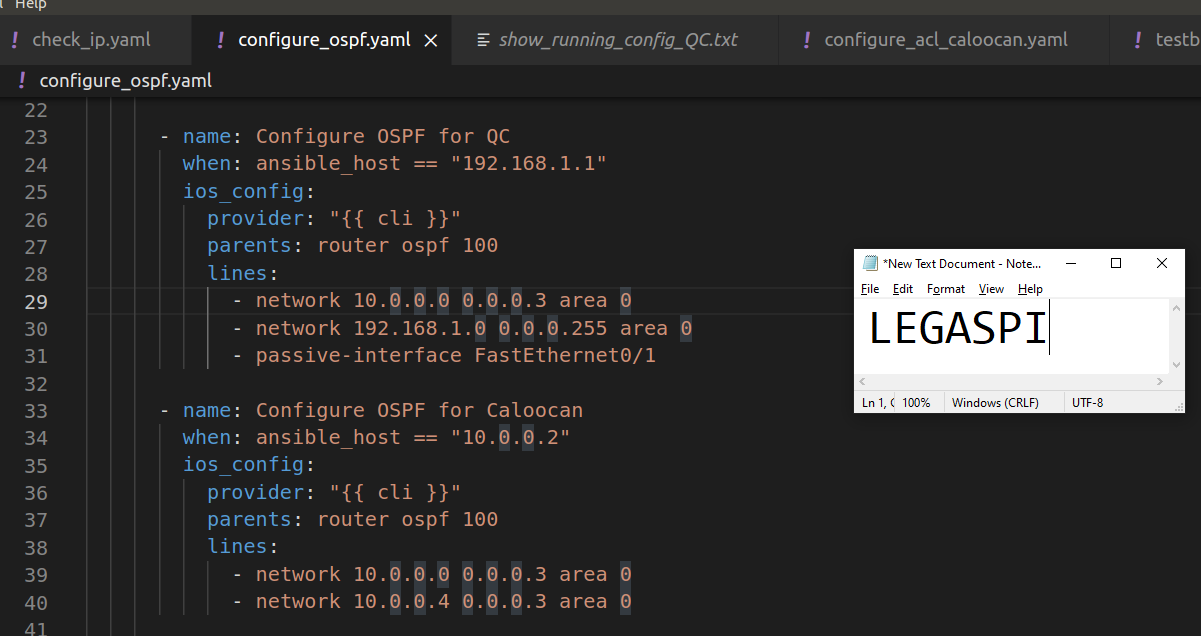 Help
! check_ip.yaml
! configure_ospf.yaml ×
show_running_config_QC.txt
! configure_acl_caloocan.yaml
!
! configure_ospf.yaml
22
23 - name: Configure OSPF for QC
24 when: ansible_host == "192.168.1.1"
25 ios_config:
26 provider: "{{ cli }}"
27 parents: router ospf 100
28 lines:
29 - network 10.0.0.0 0.0.0.3 area 0
30 - network 192.168.1.0 0.0.0.255 area 0
31 - passive-interface FastEthernet0/1
32
33 - name: Configure OSPF for Caloocan
34 when: ansible_host == "10.0.0.2"
35 ios_config:
36 provider: "{{ cli }}"
37 parents: router ospf 100
38 lines:
39 - network 10.0.0.0 0.0.0.3 area 0
40 - network 10.0.0.4 0.0.0.3 area 0
41
*New Text Document - Note...
File Edit Format View Help
LEGASPI
Ln 1, 100% Windows (CRLF) UTF-8